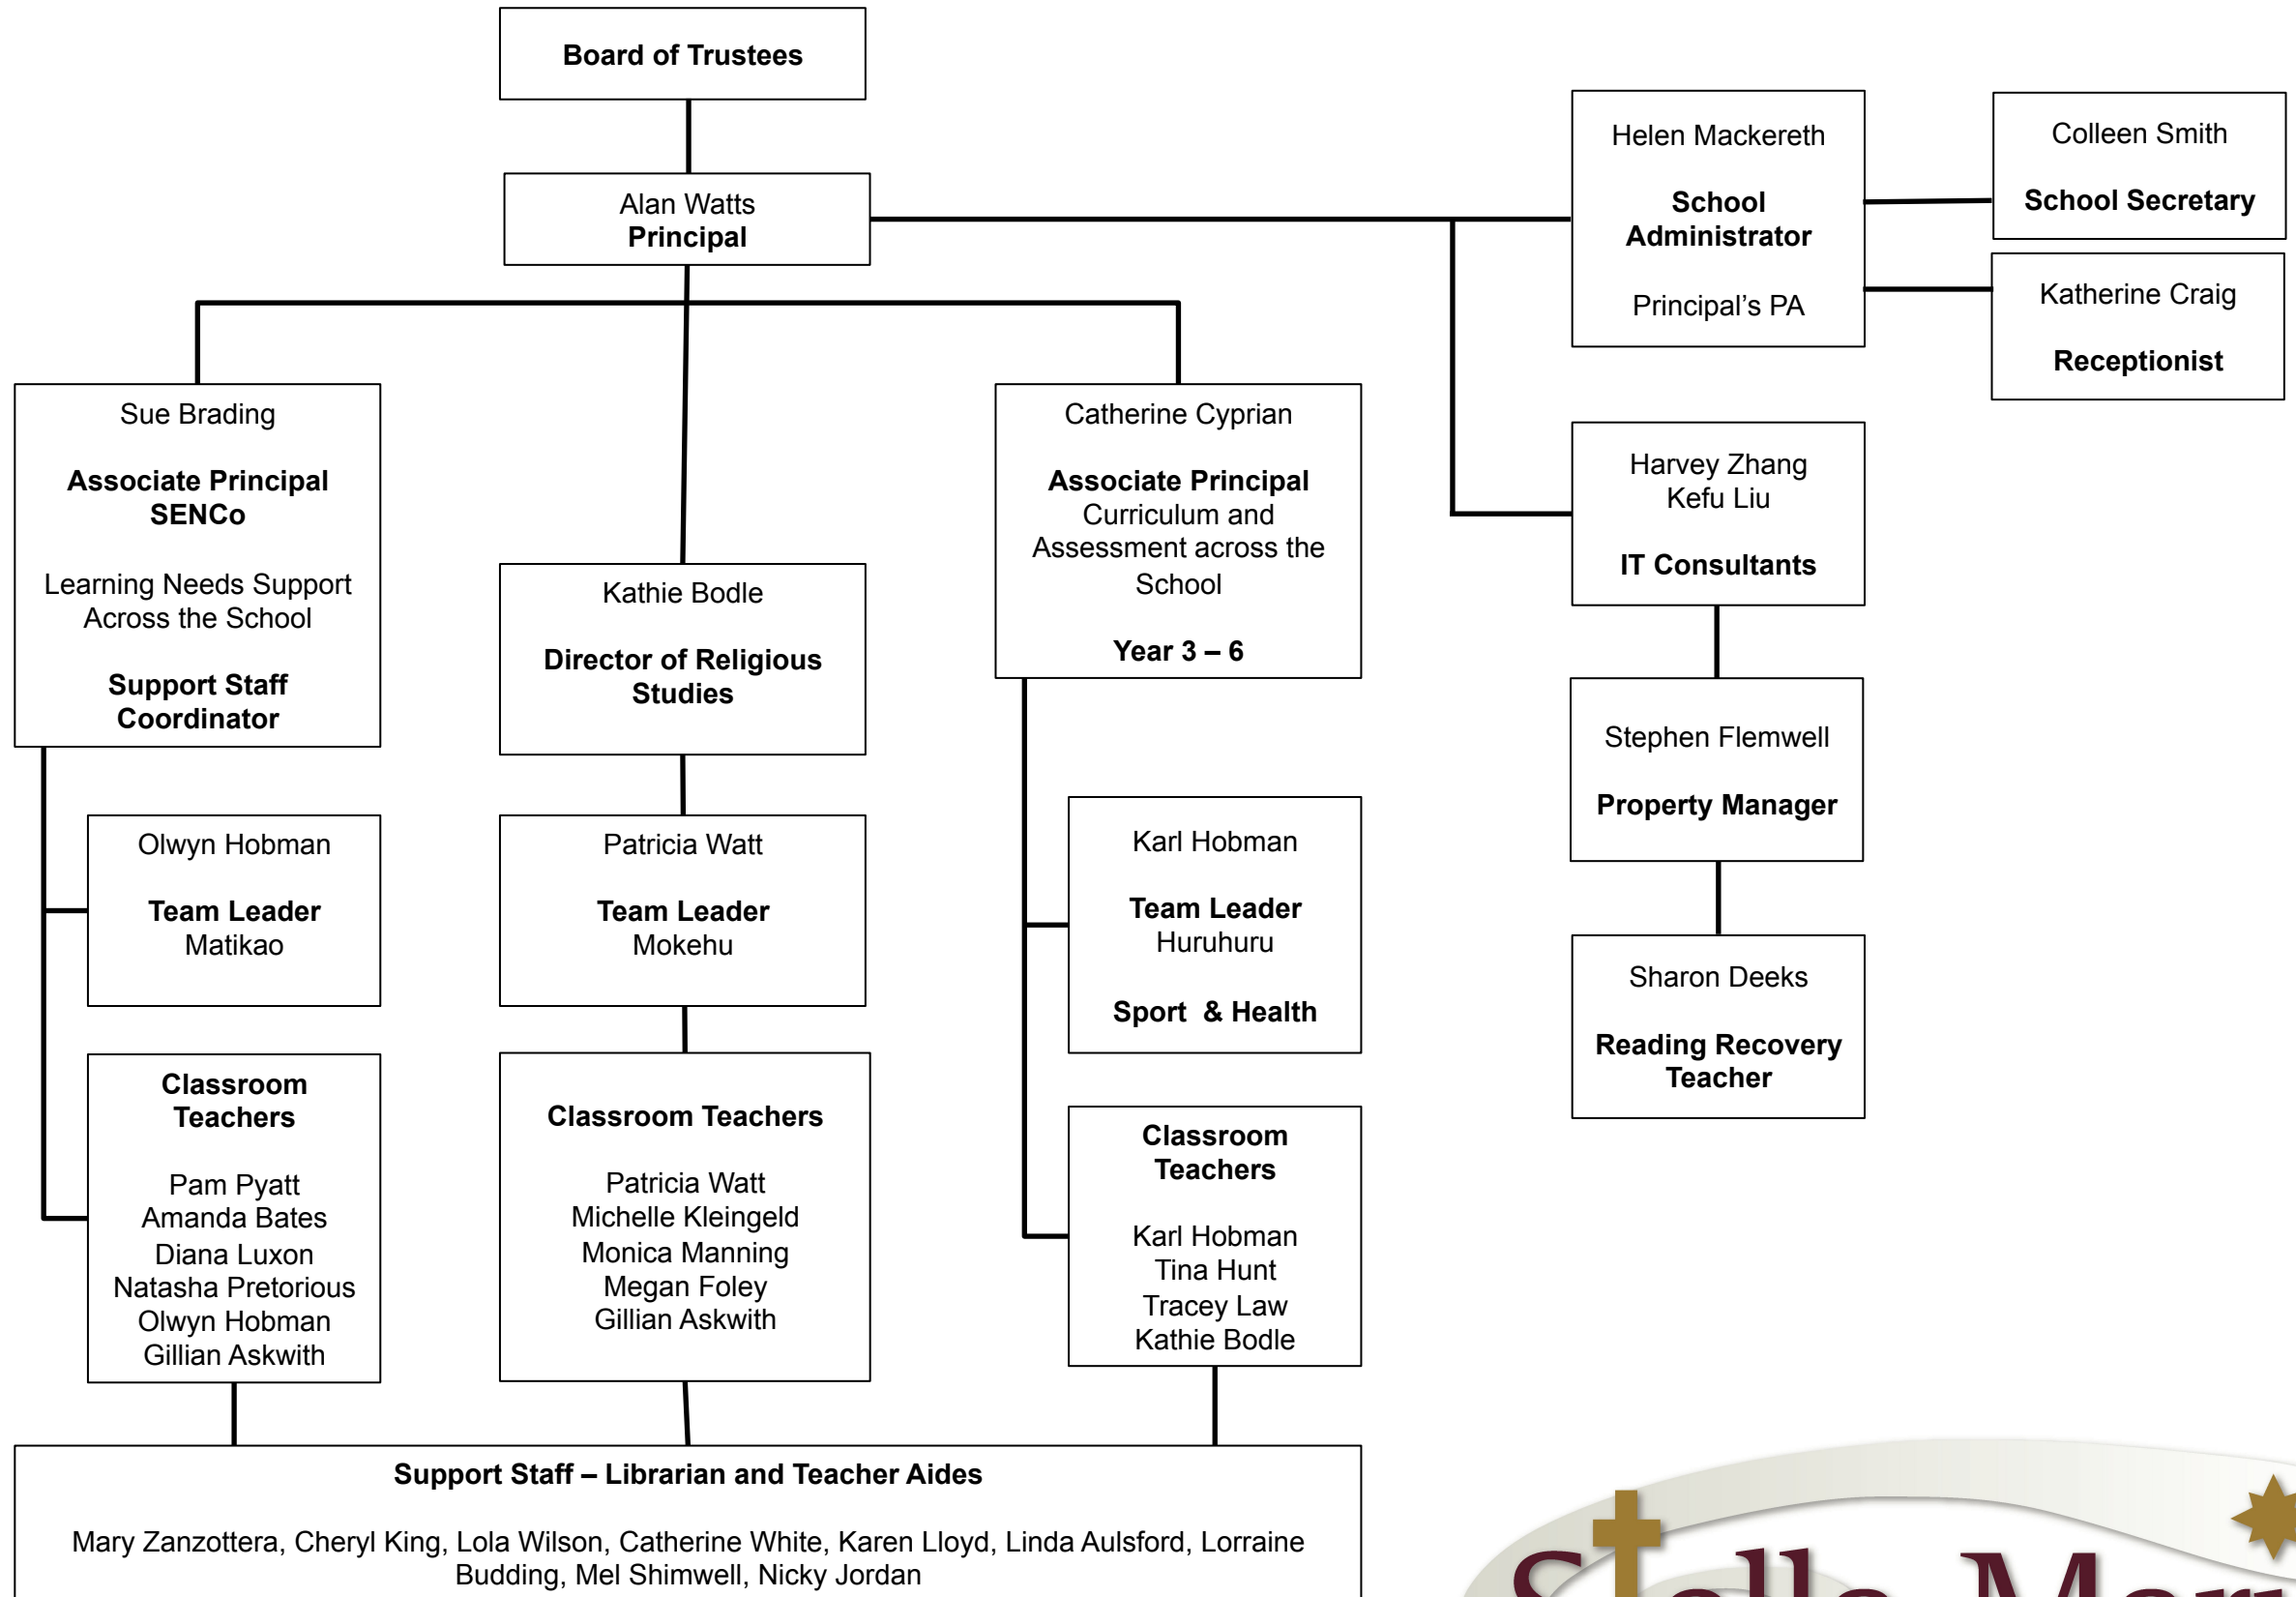 Board of Trustees
Alan Watts
Principal
Helen Mackereth
School
Administrator
Principal’s PA
Colleen Smith
School Secretary
Katherine Craig
Receptionist
Sue Brading
Associate Principal
SENCo
Learning Needs Support
Across the School
Support Staff
Coordinator
Kathie Bodle
Director of Religious
Studies
Catherine Cyprian
Associate Principal
Curriculum and
Assessment across the
School
Year 3 – 6
Harvey Zhang
Kefu Liu
IT Consultants
Stephen Flemwell
Property Manager
Sharon Deeks
Reading Recovery
Teacher
Olwyn Hobman
Team Leader
Matikao
Patricia Watt
Team Leader
Mokehu
Karl Hobman
Team Leader
Huruhuru
Sport & Health
Classroom
Teachers
Pam Pyatt
Amanda Bates
Diana Luxon
Natasha Pretorious
Olwyn Hobman
Gillian Askwith
Classroom Teachers
Patricia Watt
Michelle Kleingeld
Monica Manning
Megan Foley
Gillian Askwith
Classroom
Teachers
Karl Hobman
Tina Hunt
Tracey Law
Kathie Bodle
Support Staff – Librarian and Teacher Aides
Mary Zanzottera, Cheryl King, Lola Wilson, Catherine White, Karen Lloyd, Linda Aulsford, Lorraine
Budding, Mel Shimwell, Nicky Jordan
Stella